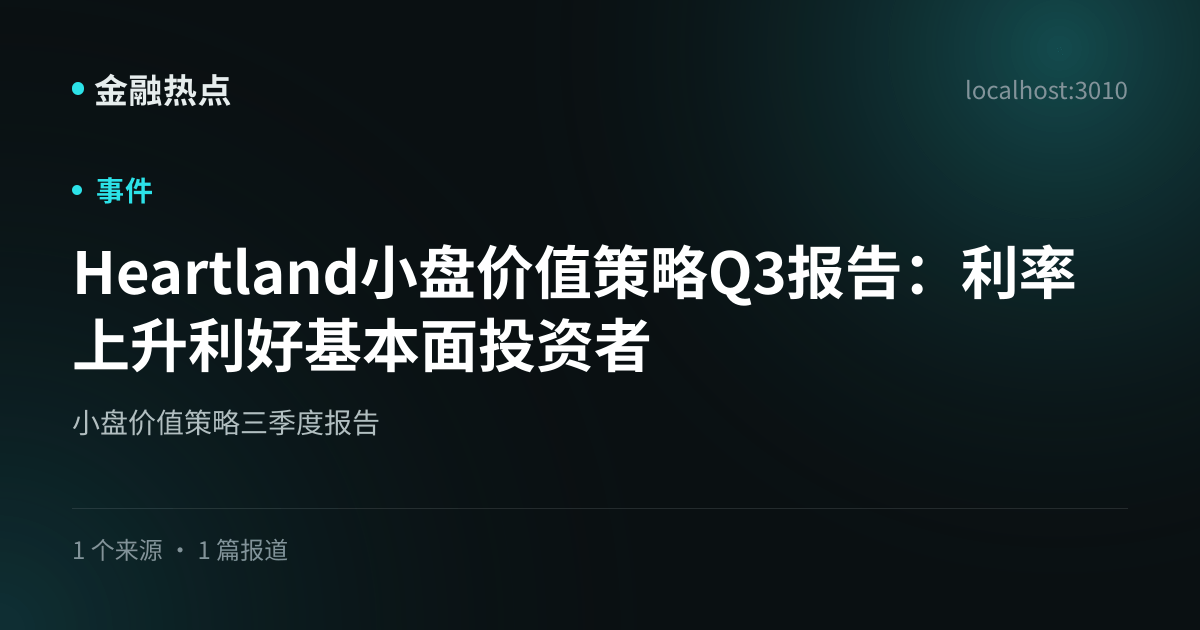 金融热点
localhost:3010
事件
Heartland小盘价值策略Q3报告：利率
上升利好基本面投资者
小盘价值策略三季度报告
1 个来源 · 1 篇报道